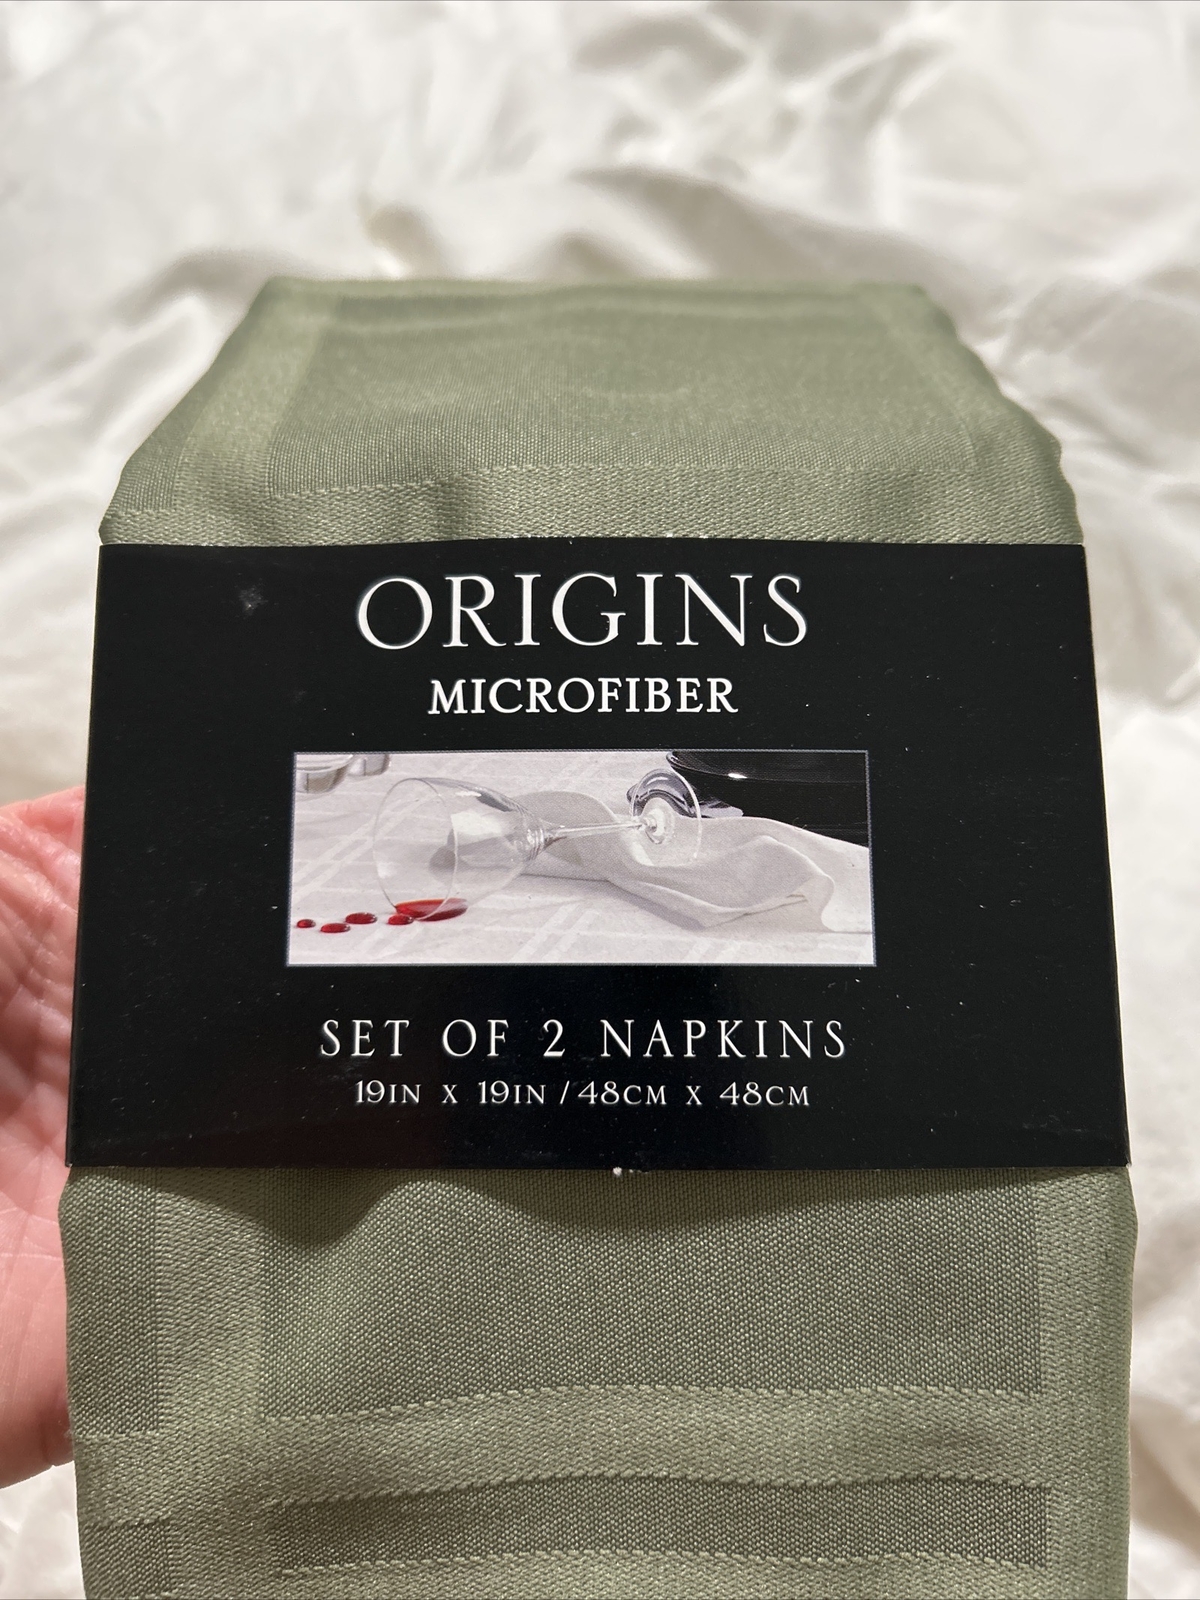 ORIGINS
MICROFIBER
SET OF 2 NAPKINS
19IN X 19IN / 48CM X 48CM